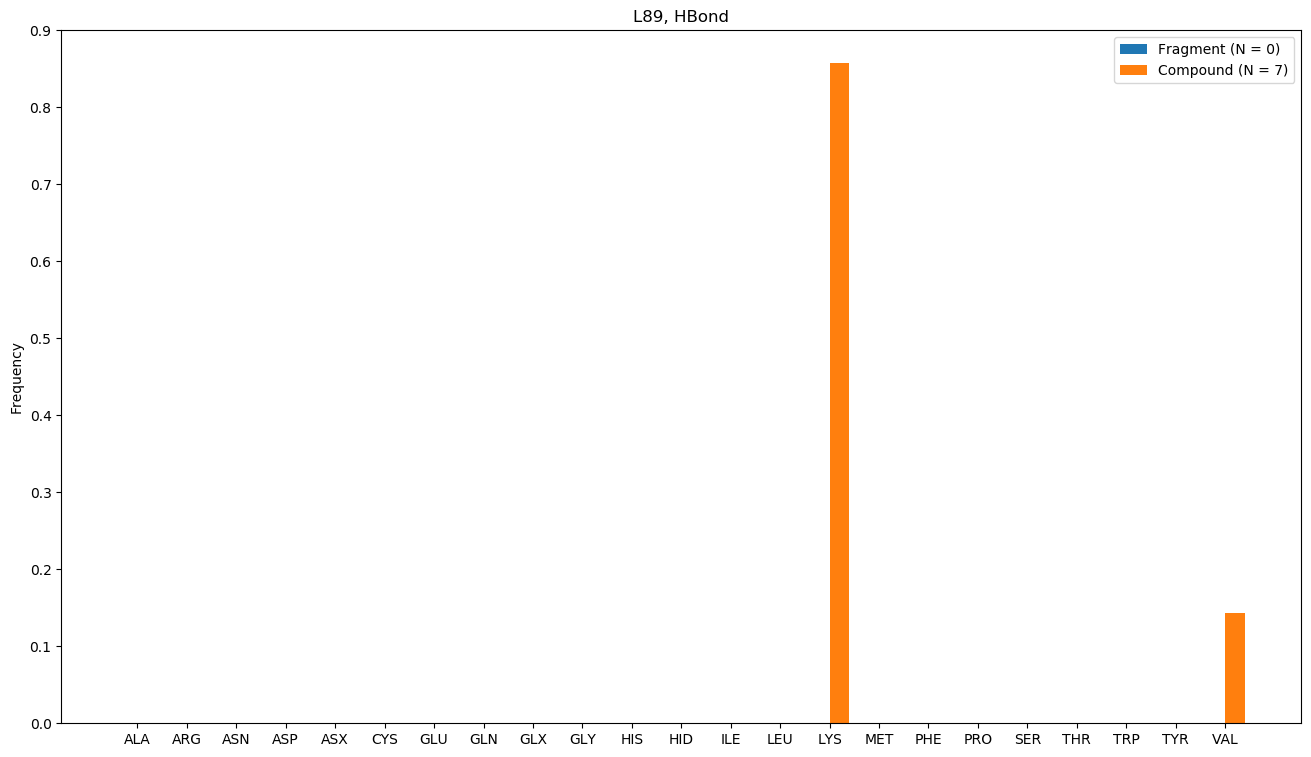 L89, HBond
Fragment (N = 0)
Compound (N = 7)
Frequency
0.9
0.8
0.7
0.6
0.5
0.4
0.3
0.2
0.1
0.0
ALA ARG ASN ASP ASX CYS GLU GLN GLX GLY HIS HID ILE LEU LYS MET PHE PRO SER THR TRP TYR VAL